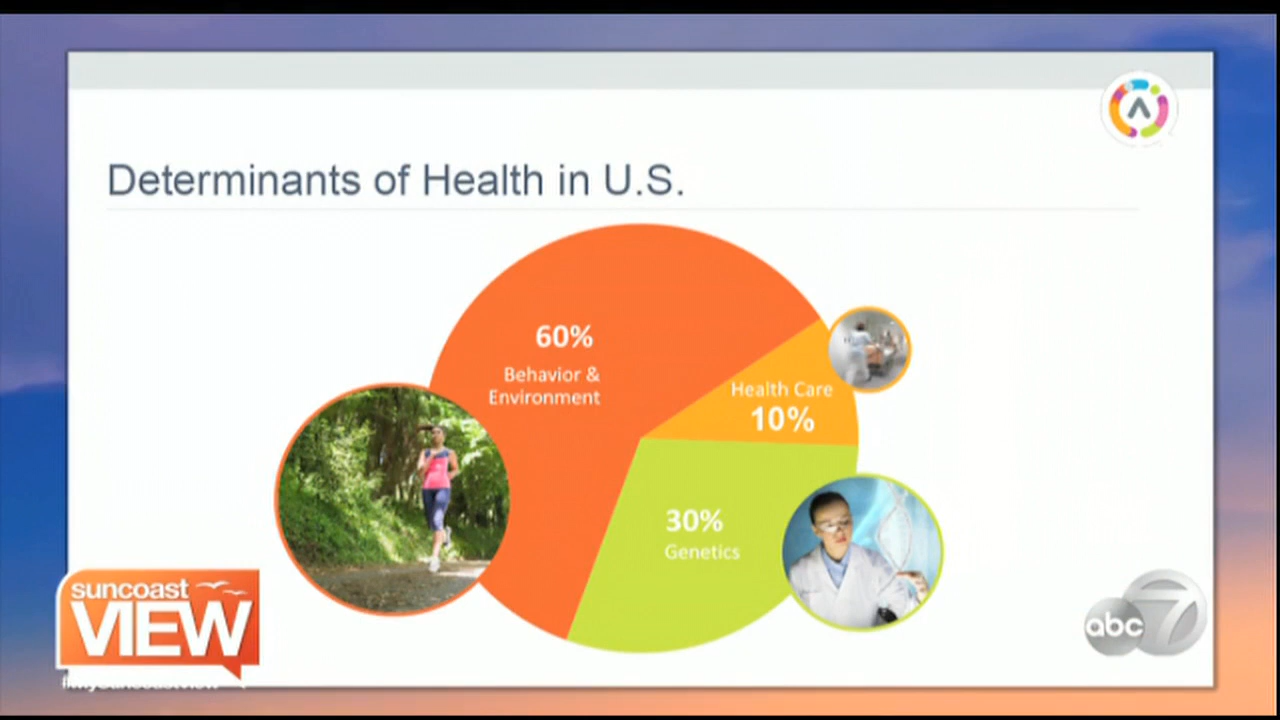 Determinants of Health in U.S.
60%
Behavior &
Environment
Health Care
10%
30%
Genetics
suncoast
VIEW
abc 7